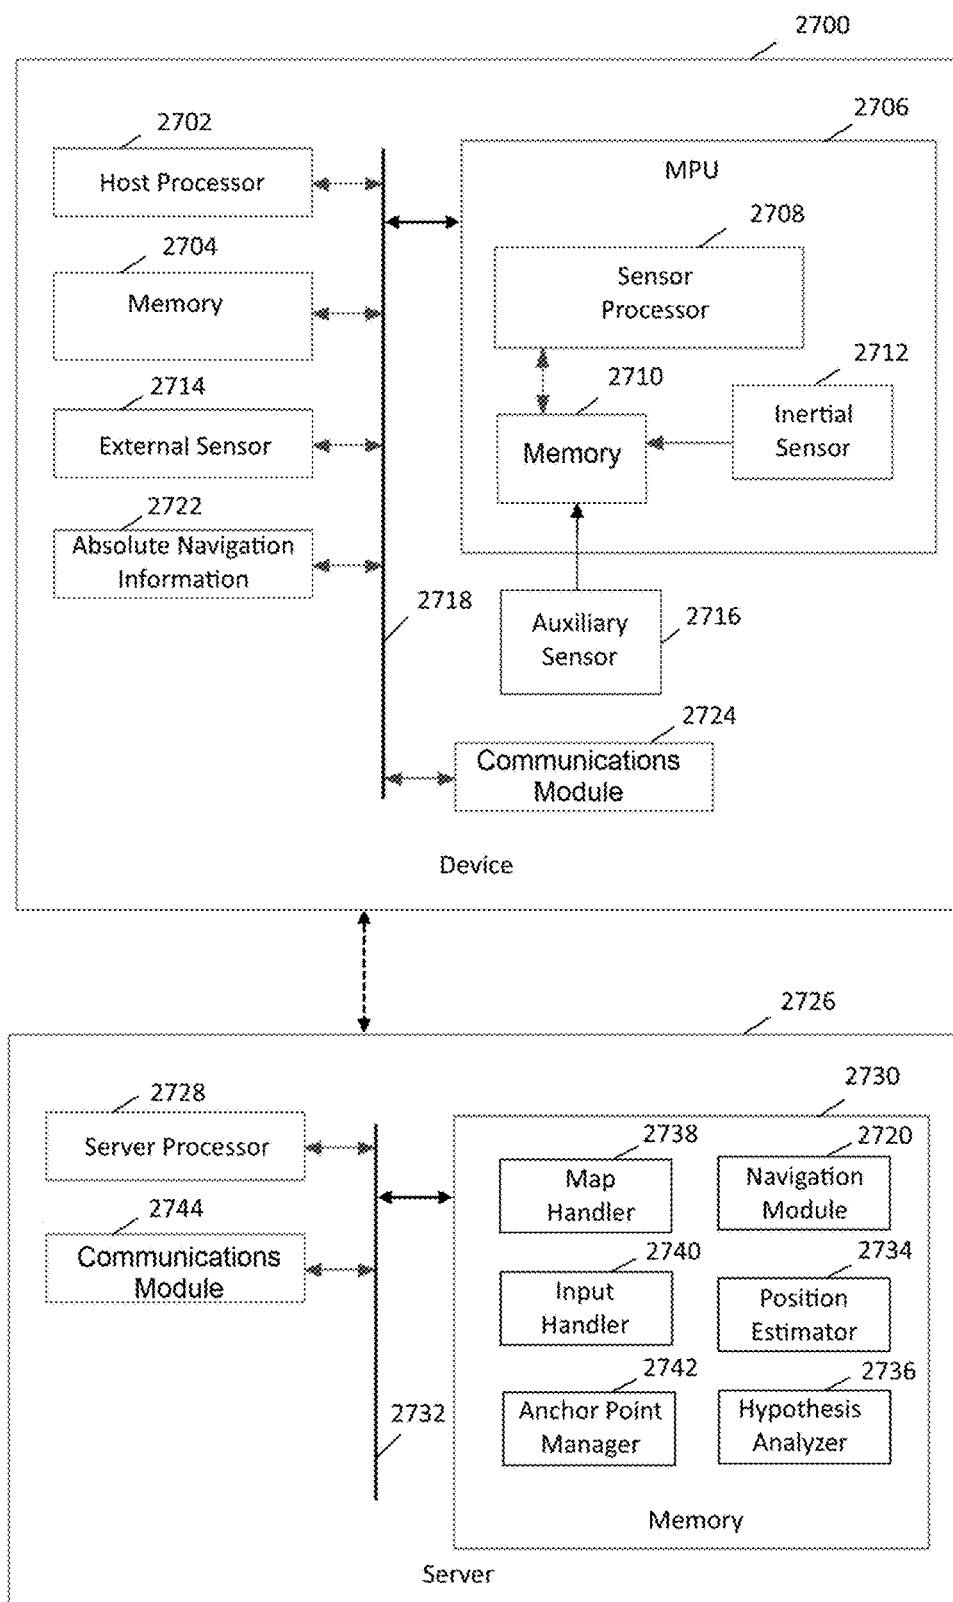 2700
2702
Host Processor
2704
Memory
2714
External Sensor
2722
Absolute Navigation
Information
2718
2706
MPU
2708
Sensor
Processor
2710
Memory
2712
Inertial
Sensor
Auxiliary
Sensor
2716
2724
Communications
Module
Device
2726
2728
Server Processor
2744
Communications
Module
2732
2730
2738
Map
Handler
2720
Navigation
Module
2740
Input
Handler
2734
Position
Estimator
2742
Anchor Point
Manager
2736
Hypothesis
Analyzer
Memory
Server